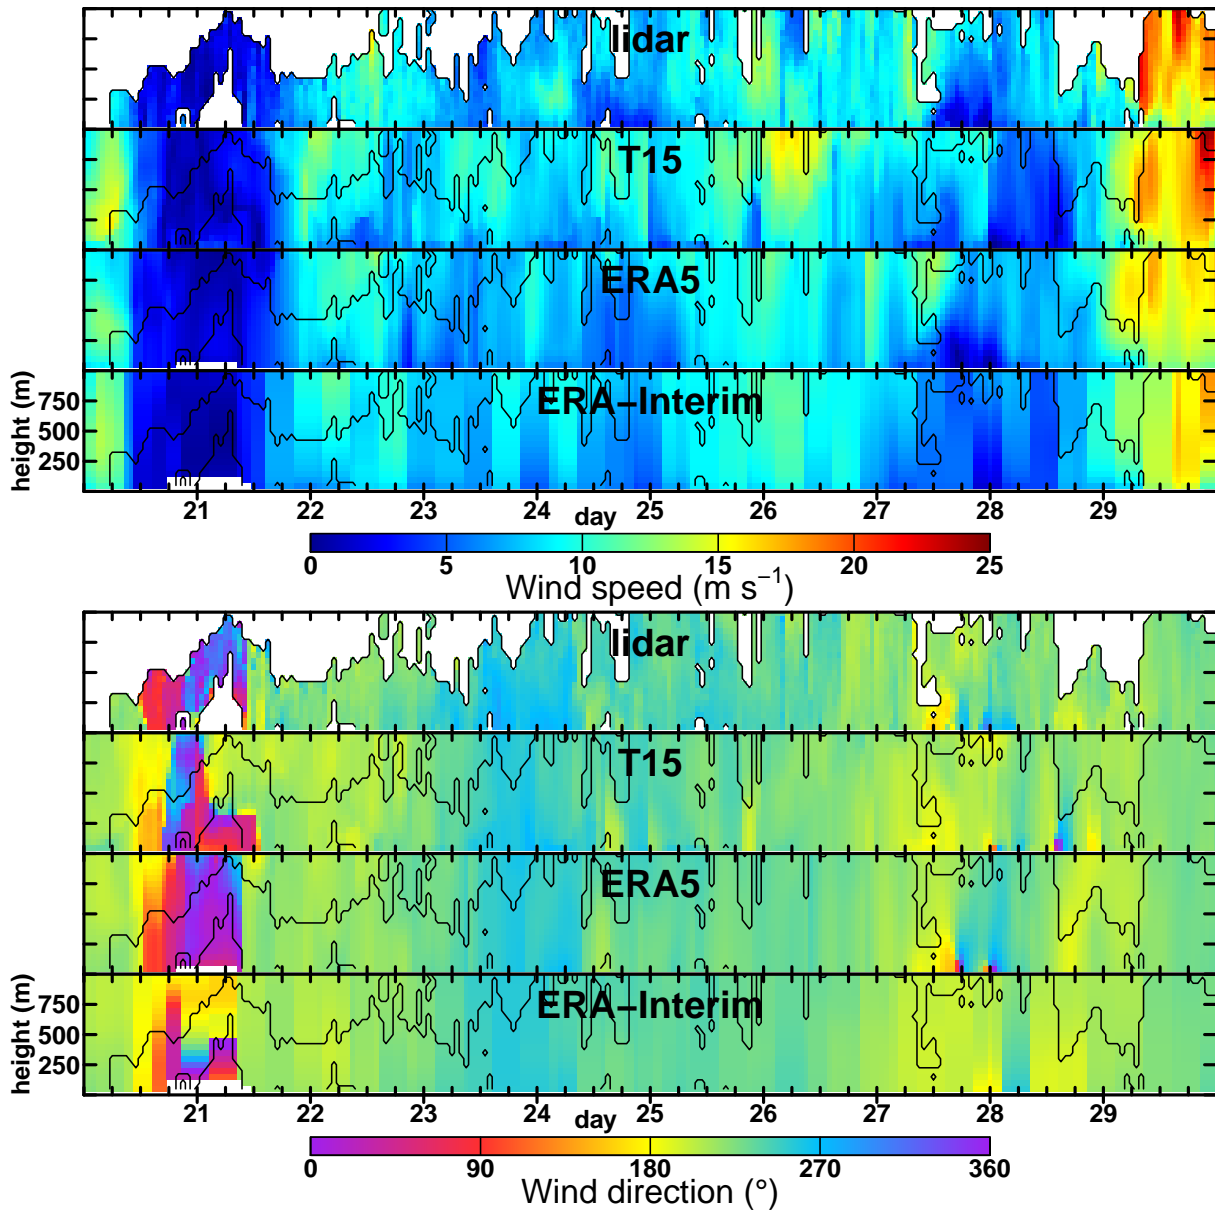 lidar
T15
ERA5
ERA−Interim
height (m)
750
500
250
21 22 23 24 25 26 27 28 29
day
0 5 10 15 20 25
Wind speed (m s⁻¹)
lidar
T15
ERA5
ERA−Interim
height (m)
750
500
250
21 22 23 24 25 26 27 28 29
day
0 90 180 270 360
Wind direction (°)